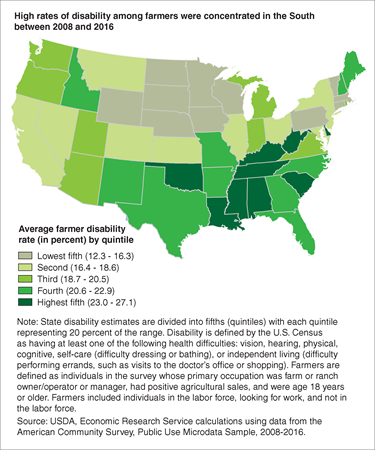 High rates of disability among farmers were concentrated in the South
between 2008 and 2016
Average farmer disability
rate (in percent) by quintile
Lowest fifth (12.3 - 16.3)
Second (16.4 - 18.6)
Third (18.7 - 20.5)
Fourth (20.6 - 22.9)
Highest fifth (23.0 - 27.1)
Note: State disability estimates are divided into fifths (quintiles) with each quintile
representing 20 percent of the range. Disability is defined by the U.S. Census
as having at least one of the following health difficulties: vision, hearing, physical,
cognitive, self-care (difficulty dressing or bathing), or independent living (difficulty
performing errands, such as visits to the doctor's office or shopping). Farmers are
defined as individuals in the survey whose primary occupation was farm or ranch
owner/operator or manager, had positive agricultural sales, and were age 18 years
or older. Farmers included individuals in the labor force, looking for work, and not in
the labor force.
Source: USDA, Economic Research Service calculations using data from the
American Community Survey, Public Use Microdata Sample, 2008-2016.